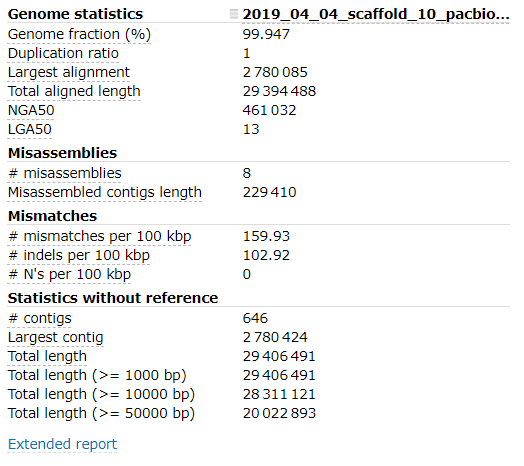 Genome statistics 2019_04_04_scaffold_10_pacbio...
Genome fraction (%) 99.947
Duplication ratio 1
Largest alignment 2 780 085
Total aligned length 29 394 488
NGA50 461 032
LGA50 13
Misassemblies
# misassemblies 8
Misassembled contigs length 229 410
Mismatches
# mismatches per 100 kbp 159.93
# indels per 100 kbp 102.92
# N's per 100 kbp 0
Statistics without reference
# contigs 646
Largest contig 2 780 424
Total length 29 406 491
Total length (>= 1000 bp) 29 406 491
Total length (>= 10000 bp) 28 311 121
Total length (>= 50000 bp) 20 022 893
Extended report